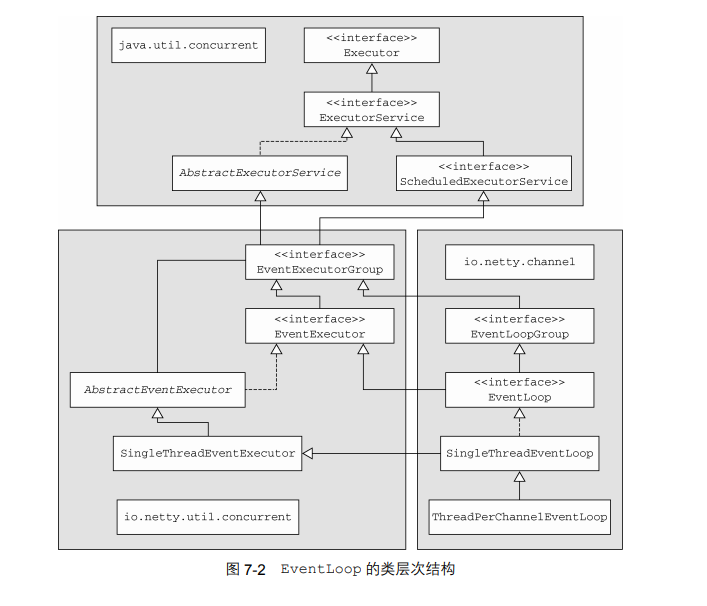 java.util.concurrent
<<interface>>
Executor
<<interface>>
ExecutorService
AbstractExecutorService
<<interface>>
ScheduledExecutorService
<<interface>>
EventExecutorGroup
io.netty.channel
<<interface>>
EventExecutor
<<interface>>
EventLoopGroup
AbstractEventExecutor
<<interface>>
EventLoop
SingleThreadEventExecutor
SingleThreadEventLoop
io.netty.util.concurrent
ThreadPerChannelEventLoop
图 7-2 EventLoop 的类层次结构